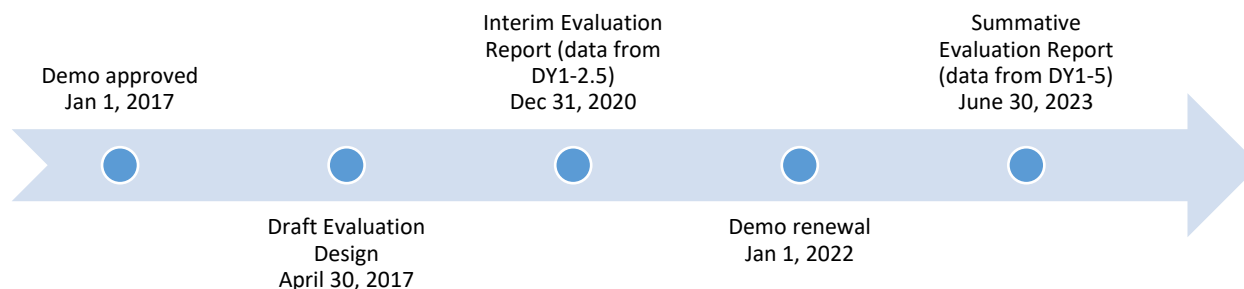 Demo approved
Jan 1, 2017
Draft Evaluation
Design
April 30, 2017
Interim Evaluation
Report (data from
DY1-2.5)
Dec 31, 2020
Demo renewal
Jan 1, 2022
Summative
Evaluation Report
(data from DY1-5)
June 30, 2023